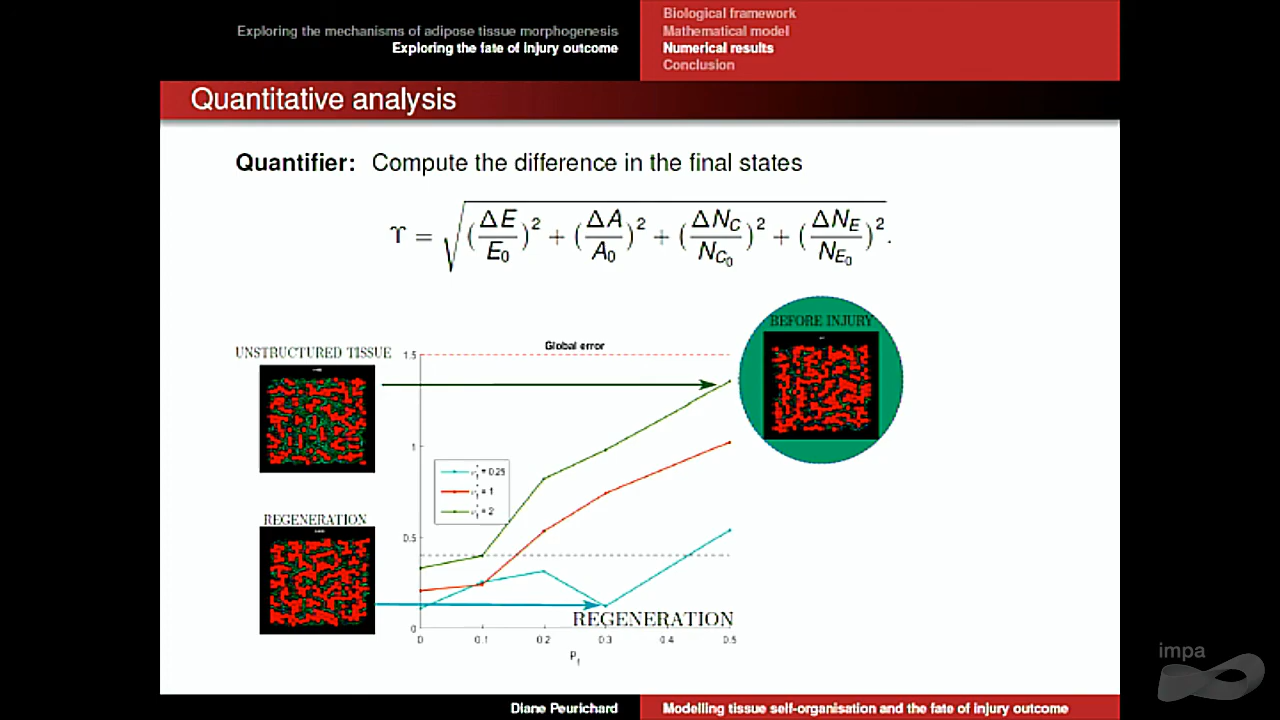 Exploring the mechanisms of adipose tissue morphogenesis
Exploring the fate of injury outcome
Biological framework
Mathematical model
Numerical results
Conclusion
Quantitative analysis
Quantifier: Compute the difference in the final states
ϒ = √(ΔE/E₀)² + (ΔA/A₀)² + (ΔN_C/N_C₀)² + (ΔN_E/N_E₀)².
BEFORE INJURY
UNSTRUCTURED TISSUE
Global error
1.5
1
0.5
0
= 0.25
= 1
= 2
REGENERATION
REGENERATION
0 0.1 0.2 0.3 0.4 0.5
P_f
impa
Diane Peurichard
Modelling tissue self-organisation and the fate of injury outcome